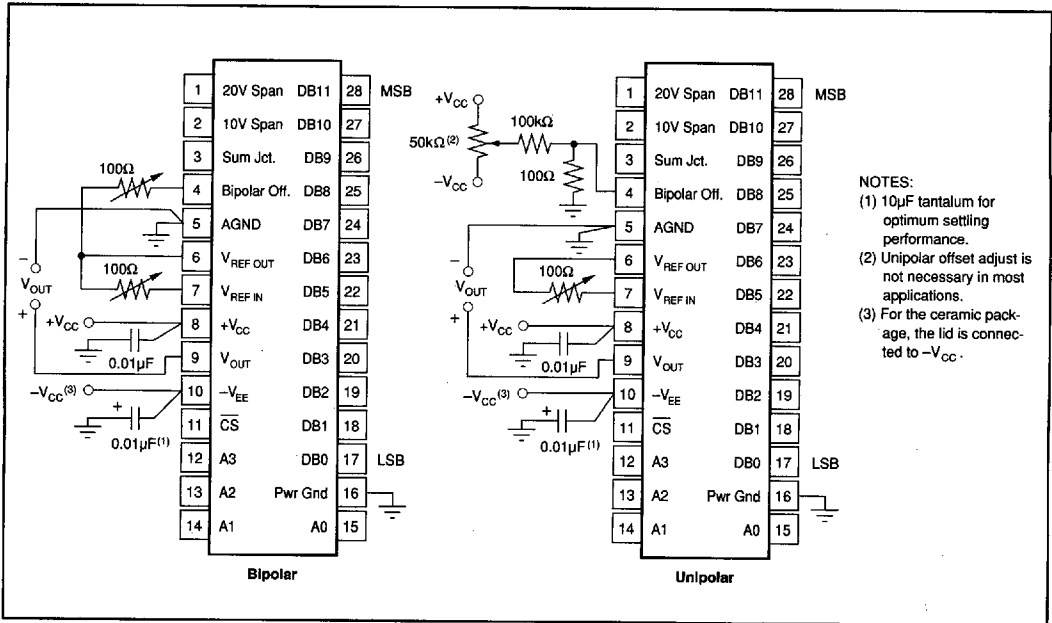 1 20V Span DB11 28 MSB
2 10V Span DB10 27
3 Sum Jct. DB9 26
100Ω
4 Bipolar Off. DB8 25
5 AGND DB7 24
–
6 V_REF OUT DB6 23
V_OUT
100Ω
7 V_REF IN DB5 22
+
+V_CC
8 +V_CC DB4 21
0.01µF
9 V_OUT DB3 20
–V_CC (3)
10 –V_EE DB2 19
+
0.01µF(1)
11 C̅S̅ DB1 18
12 A3 DB0 17 LSB
13 A2 Pwr Gnd 16
14 A1 A0 15
Bipolar
+V_CC
50kΩ(2)
–V_CC
100kΩ
100Ω
1 20V Span DB11 28 MSB
2 10V Span DB10 27
3 Sum Jct. DB9 26
4 Bipolar Off. DB8 25
5 AGND DB7 24
–
6 V_REF OUT DB6 23
V_OUT
100Ω
7 V_REF IN DB5 22
+
+V_CC
8 +V_CC DB4 21
0.01µF
9 V_OUT DB3 20
–V_CC (3)
10 –V_EE DB2 19
+
0.01µF(1)
11 C̅S̅ DB1 18
12 A3 DB0 17 LSB
13 A2 Pwr Gnd 16
14 A1 A0 15
Unipolar
NOTES:
(1) 10µF tantalum for
optimum settling
performance.
(2) Unipolar offset adjust is
not necessary in most
applications.
(3) For the ceramic pack-
age, the lid is connec-
ted to –V_CC.